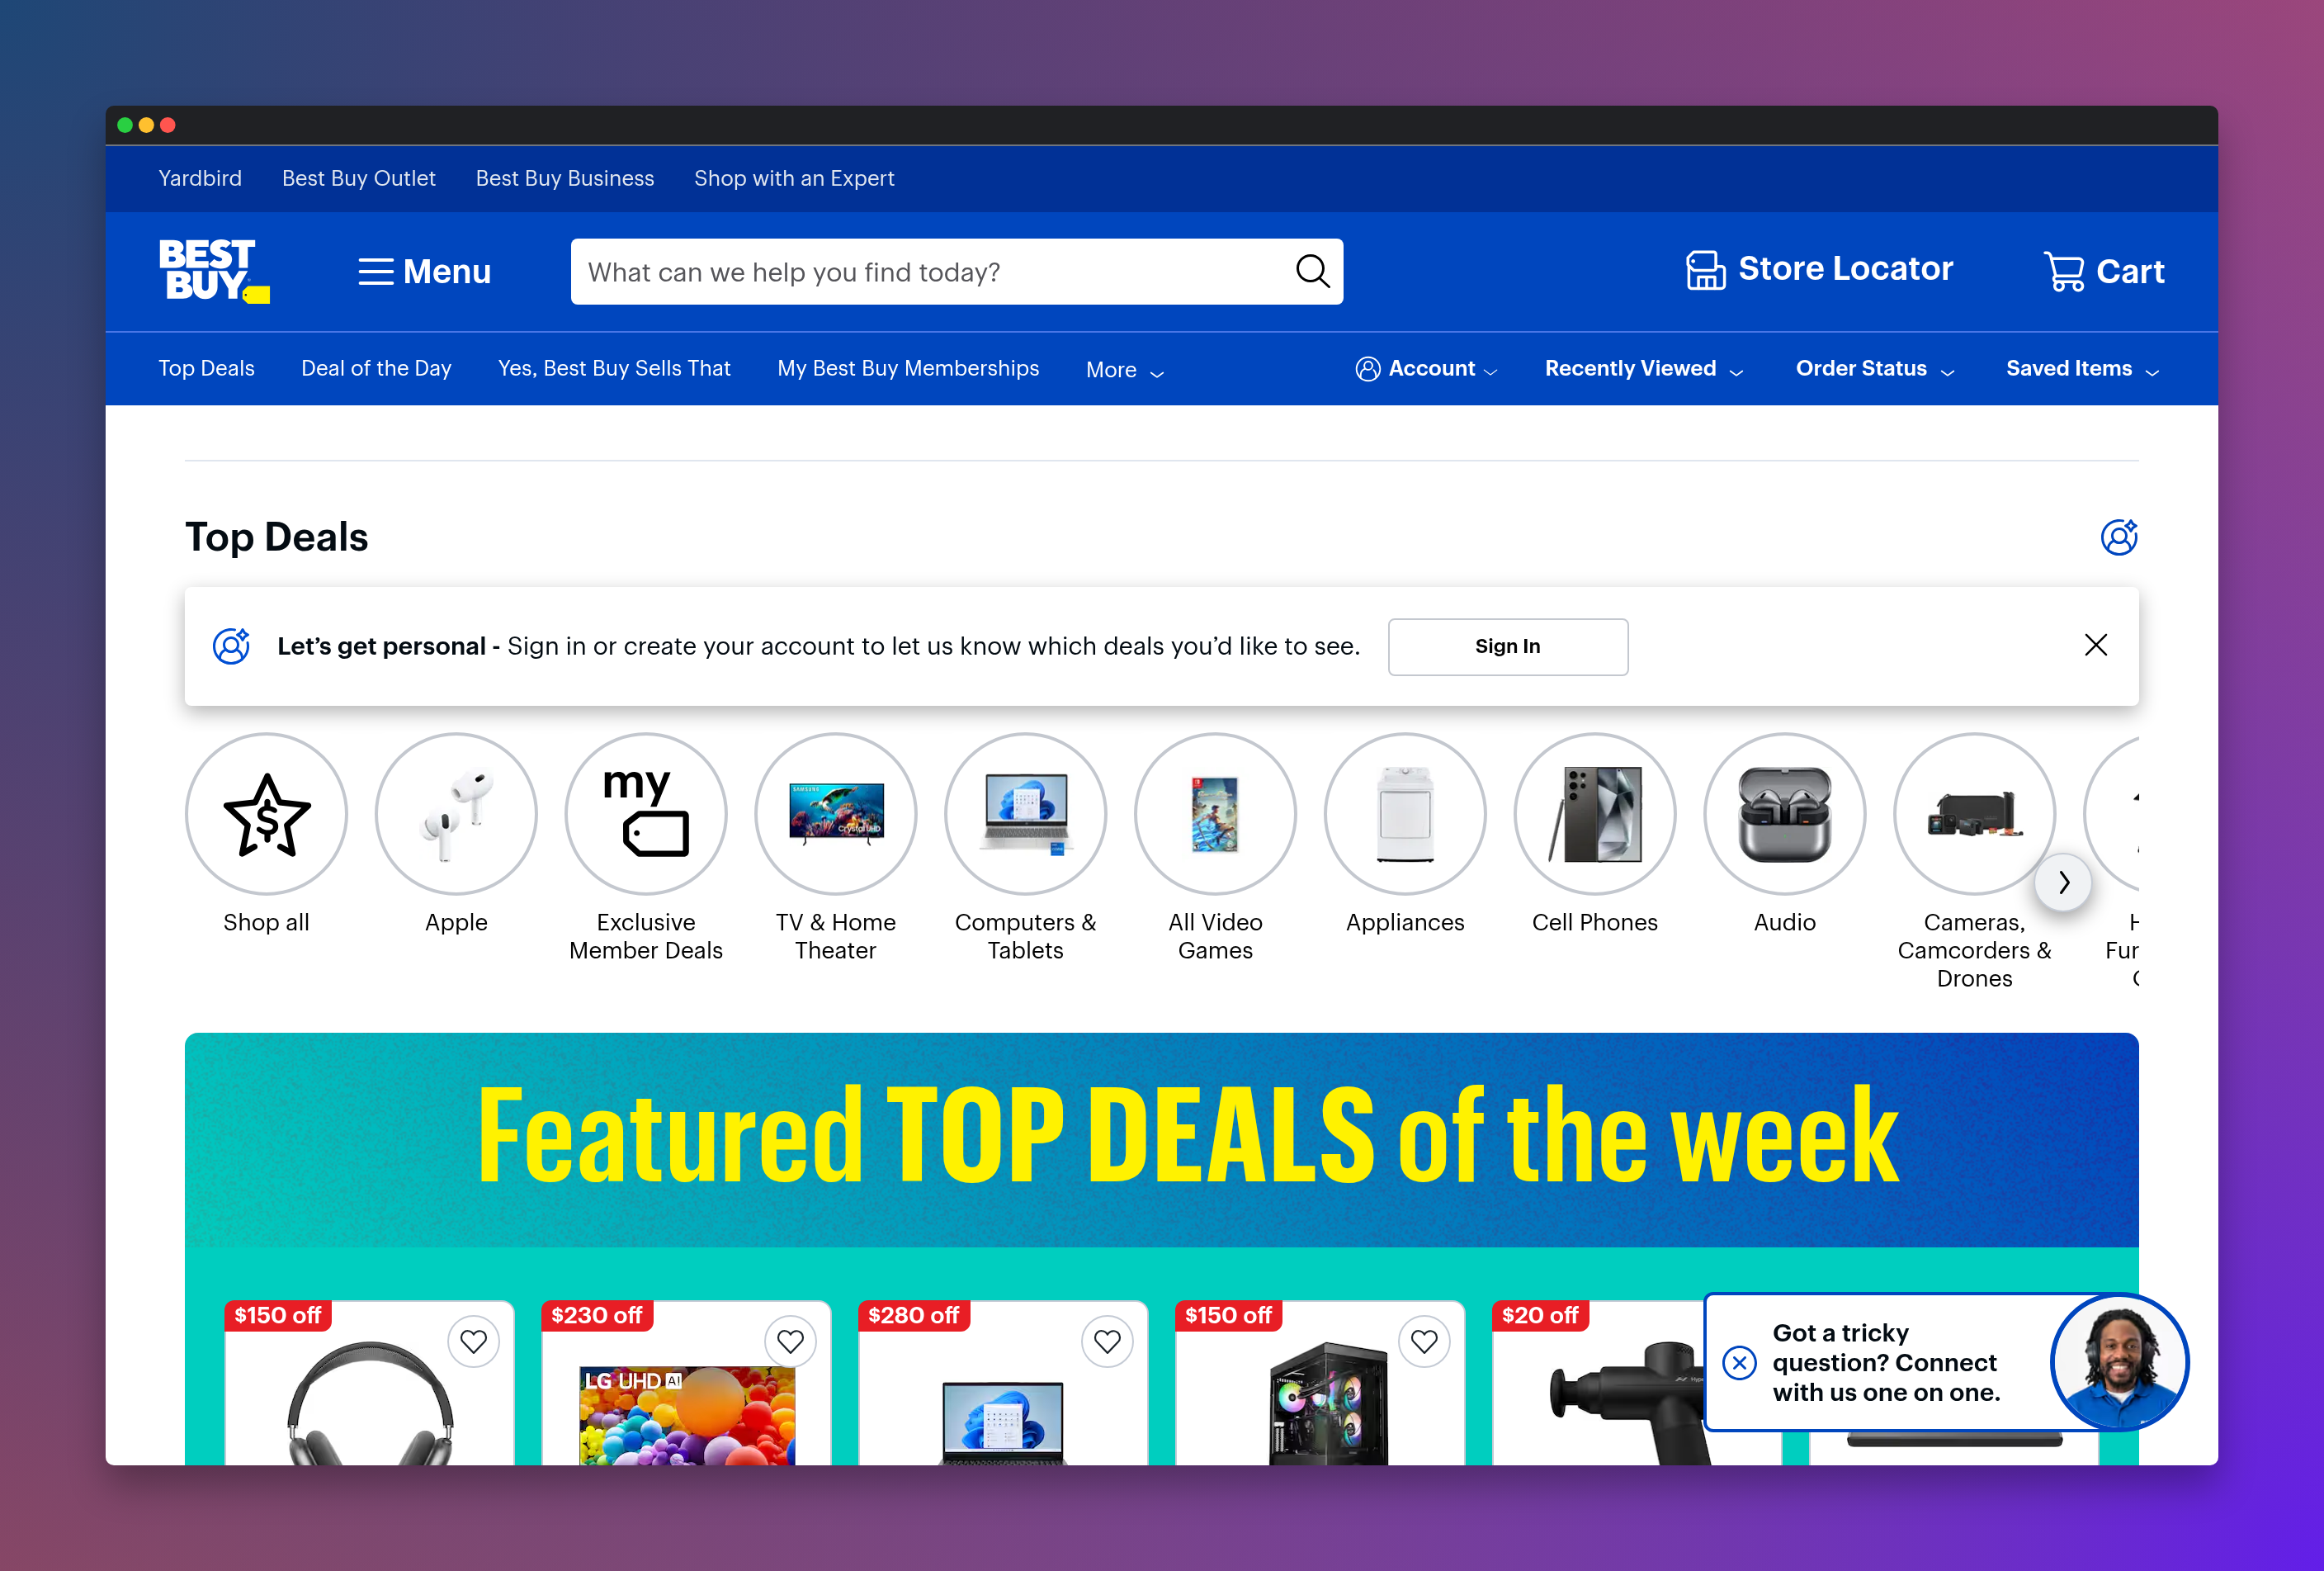 Yardbird Best Buy Outlet Best Buy Business Shop with an Expert
BEST
BUY
Menu
What can we help you find today?
Store Locator
Cart
Top Deals Deal of the Day Yes, Best Buy Sells That My Best Buy Memberships More
Account Recently Viewed Order Status Saved Items
Top Deals
Let’s get personal - Sign in or create your account to let us know which deals you’d like to see.
Sign In
my
SAMSUNG
Crystal UHD
Shop all
Apple
Exclusive
Member Deals
TV & Home
Theater
Computers &
Tablets
All Video
Games
Appliances
Cell Phones
Audio
Cameras,
Camcorders &
Drones
Fur
Featured TOP DEALS of the week
$150 off
$230 off
$280 off
$150 off
$20 off
LG UHD AI
Got a tricky
question? Connect
with us one on one.